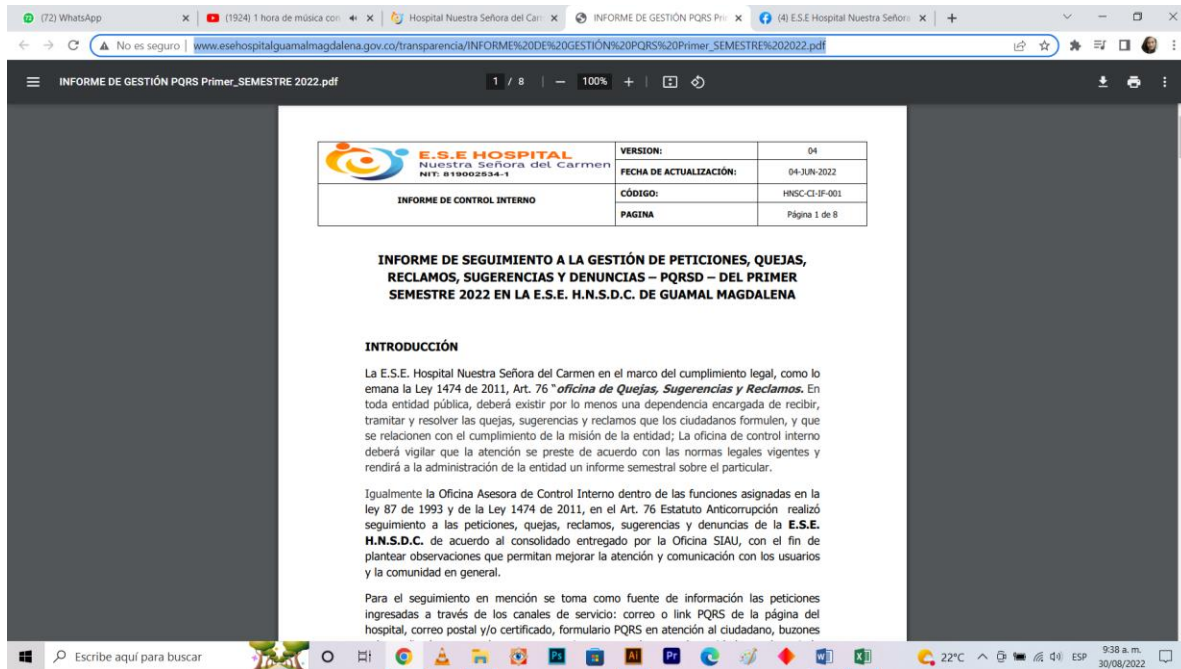 (72) WhatsApp
(1924) 1 hora de música con
Hospital Nuestra Señora del Carm
INFORME DE GESTIÓN PQRS Pri
(4) E.S.E Hospital Nuestra Señora
No es seguro | www.esehospitalguamalmagdalena.gov.co/transparencia/INFORME%20DE%20GESTIÓN%20PQRS%20Primer_SEMESTRE%202022.pdf
INFORME DE GESTIÓN PQRS Primer_SEMESTRE 2022.pdf
1 / 8 | — 100% +
E.S.E HOSPITAL
Nuestra Señora del Carmen
NIT: 819002534-1
INFORME DE CONTROL INTERNO
VERSION: 04
FECHA DE ACTUALIZACIÓN: 04-JUN-2022
CÓDIGO: HNSC-CI-IF-001
PAGINA Página 1 de 8
INFORME DE SEGUIMIENTO A LA GESTIÓN DE PETICIONES, QUEJAS,
RECLAMOS, SUGERENCIAS Y DENUNCIAS – PQRSD – DEL PRIMER
SEMESTRE 2022 EN LA E.S.E. H.N.S.D.C. DE GUAMAL MAGDALENA
INTRODUCCIÓN
La E.S.E. Hospital Nuestra Señora del Carmen en el marco del cumplimiento legal, como lo
emana la Ley 1474 de 2011, Art. 76 "oficina de Quejas, Sugerencias y Reclamos. En
toda entidad pública, deberá existir por lo menos una dependencia encargada de recibir,
tramitar y resolver las quejas, sugerencias y reclamos que los ciudadanos formulen, y que
se relacionen con el cumplimiento de la misión de la entidad; La oficina de control interno
deberá vigilar que la atención se preste de acuerdo con las normas legales vigentes y
rendirá a la administración de la entidad un informe semestral sobre el particular.
Igualmente la Oficina Asesora de Control Interno dentro de las funciones asignadas en la
ley 87 de 1993 y de la Ley 1474 de 2011, en el Art. 76 Estatuto Anticorrupción realizó
seguimiento a las peticiones, quejas, reclamos, sugerencias y denuncias de la E.S.E.
H.N.S.D.C. de acuerdo al consolidado entregado por la Oficina SIAU, con el fin de
plantear observaciones que permitan mejorar la atención y comunicación con los usuarios
y la comunidad en general.
Para el seguimiento en mención se toma como fuente de información las peticiones
ingresadas a través de los canales de servicio: correo o link PQRS de la página del
hospital, correo postal y/o certificado, formulario PQRS en atención al ciudadano, buzones
Escribe aquí para buscar
22°C
ESP
9:38 a. m.
30/08/2022